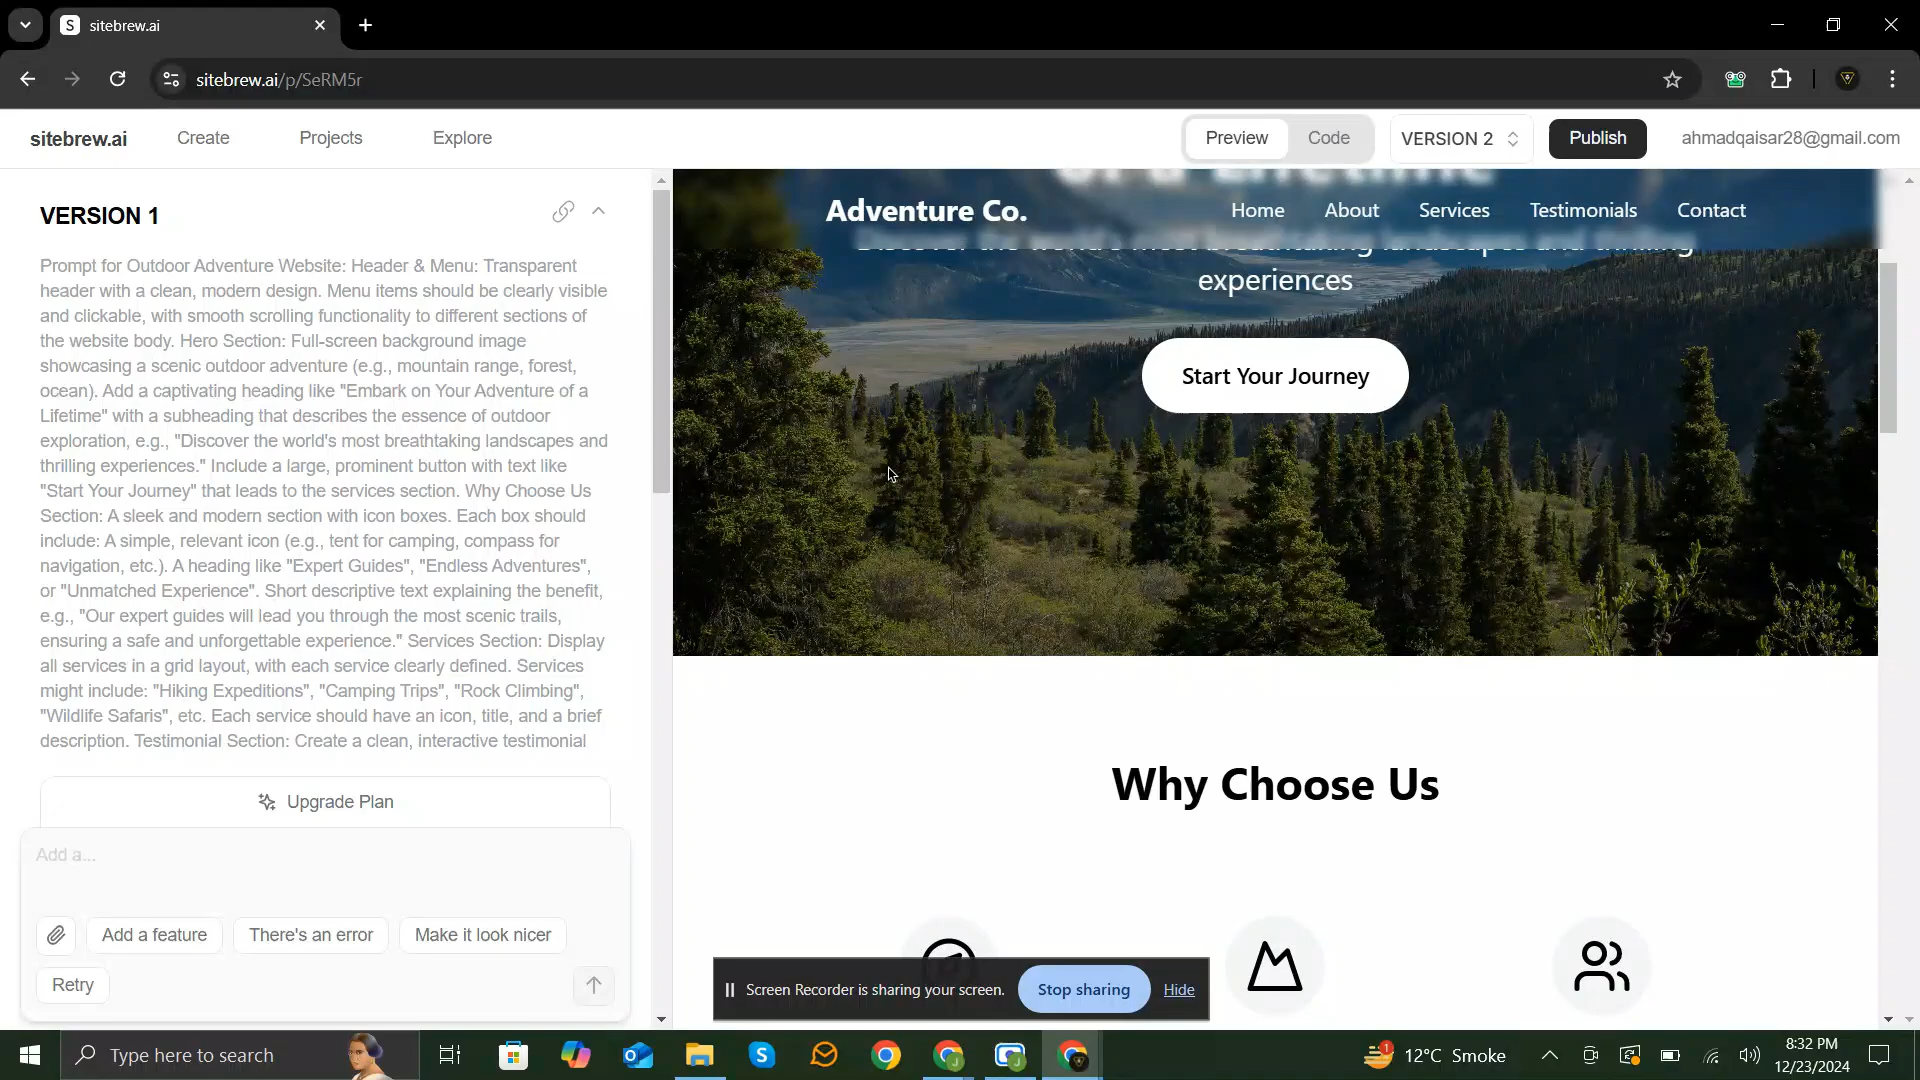 sitebrew.ai
sitebrew.ai/p/SeRM5r
sitebrew.ai
Create
Projects
Explore
Preview
Code
VERSION 2
Publish
ahmadqaisar28@gmail.com
VERSION 1
Prompt for Outdoor Adventure Website: Header & Menu: Transparent
header with a clean, modern design. Menu items should be clearly visible
and clickable, with smooth scrolling functionality to different sections of
the website body. Hero Section: Full-screen background image
showcasing a scenic outdoor adventure (e.g., mountain range, forest,
ocean). Add a captivating heading like "Embark on Your Adventure of a
Lifetime" with a subheading that describes the essence of outdoor
exploration, e.g., "Discover the world's most breathtaking landscapes and
thrilling experiences." Include a large, prominent button with text like
"Start Your Journey" that leads to the services section. Why Choose Us
Section: A sleek and modern section with icon boxes. Each box should
include: A simple, relevant icon (e.g., tent for camping, compass for
navigation, etc.). A heading like "Expert Guides", "Endless Adventures",
or "Unmatched Experience". Short descriptive text explaining the benefit,
e.g., "Our expert guides will lead you through the most scenic trails,
ensuring a safe and unforgettable experience." Services Section: Display
all services in a grid layout, with each service clearly defined. Services
might include: "Hiking Expeditions", "Camping Trips", "Rock Climbing",
"Wildlife Safaris", etc. Each service should have an icon, title, and a brief
description. Testimonial Section: Create a clean, interactive testimonial
Upgrade Plan
Add a...
Add a feature
There's an error
Make it look nicer
Retry
Adventure Co.
Home
About
Services
Testimonials
Contact
Discover the world's most breathtaking landscapes and thrilling
experiences
Start Your Journey
Why Choose Us
Screen Recorder is sharing your screen.
Stop sharing
Hide
Type here to search
1
12°C Smoke
8:32 PM
12/23/2024